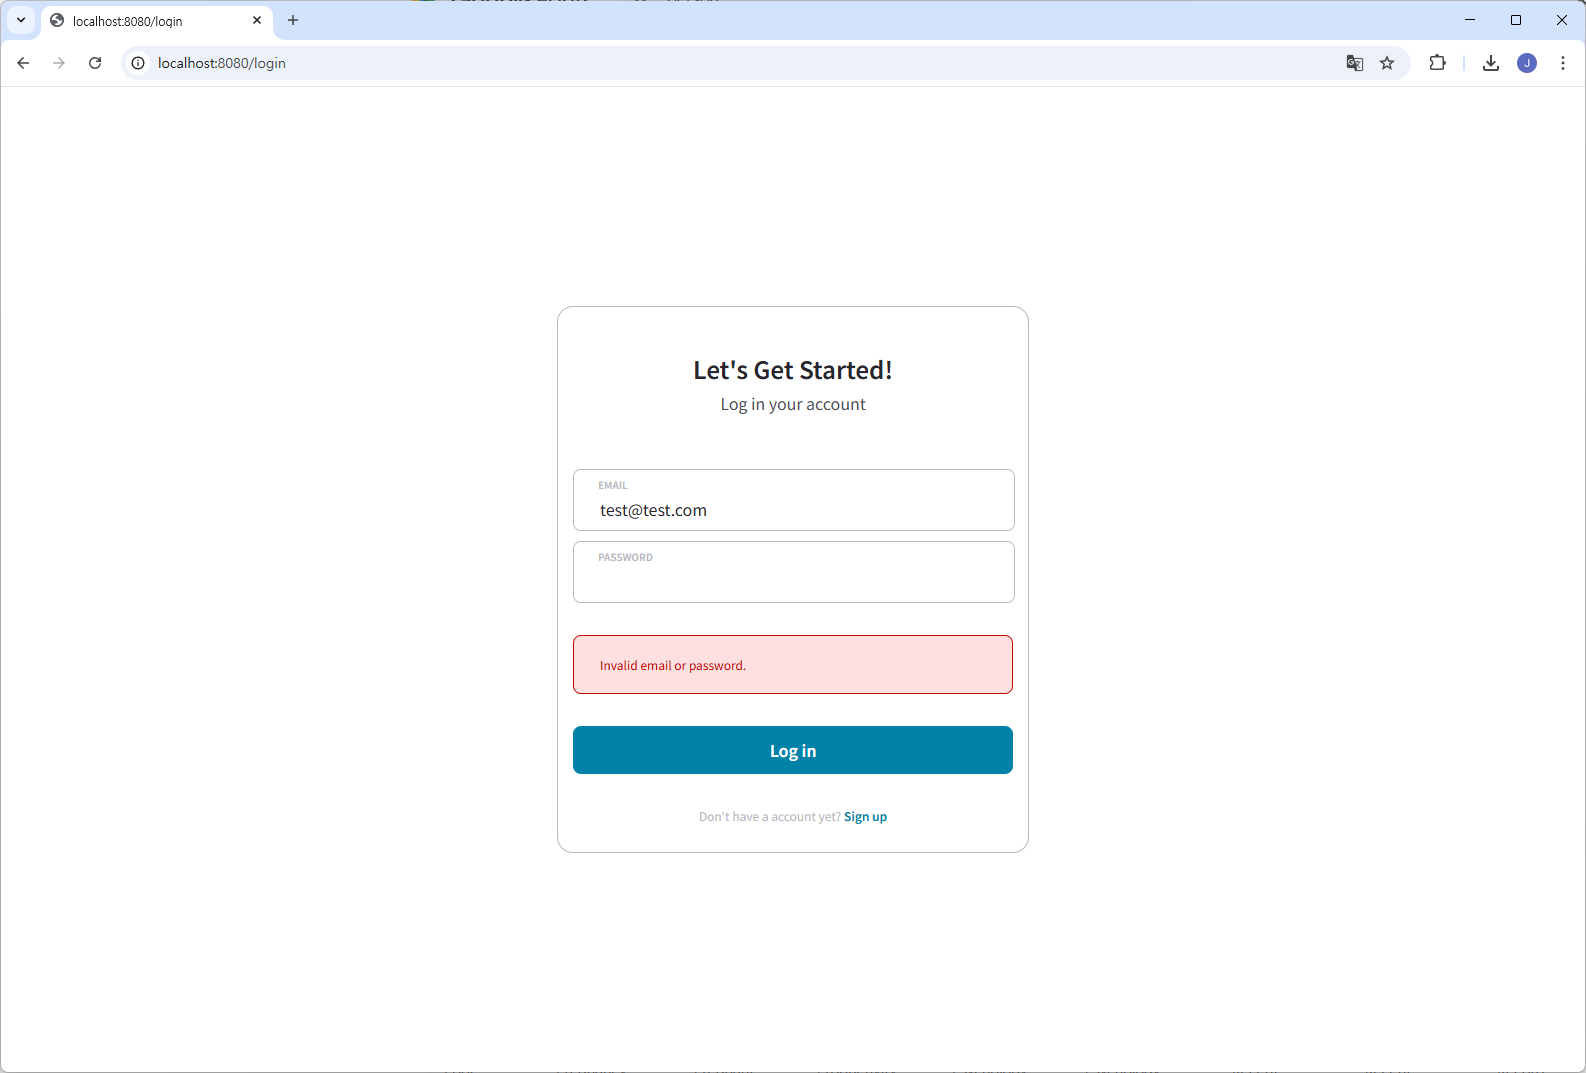 localhost:8080/login
localhost:8080/login
J
Let's Get Started!
Log in your account
EMAIL
test@test.com
PASSWORD
Invalid email or password.
Log in
Don't have a account yet? Sign up